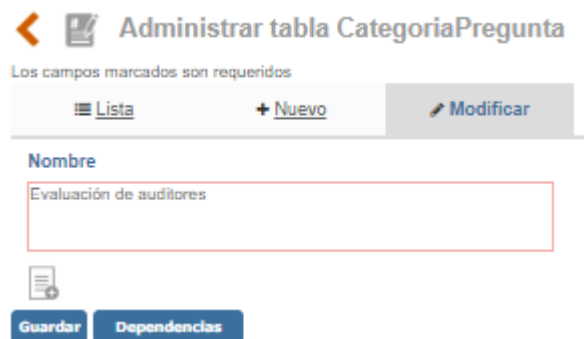 Administrar tabla CategoriaPregunta
Los campos marcados son requeridos
Lista
Nuevo
Modificar
Nombre
Evaluación de auditores
Guardar
Dependencias